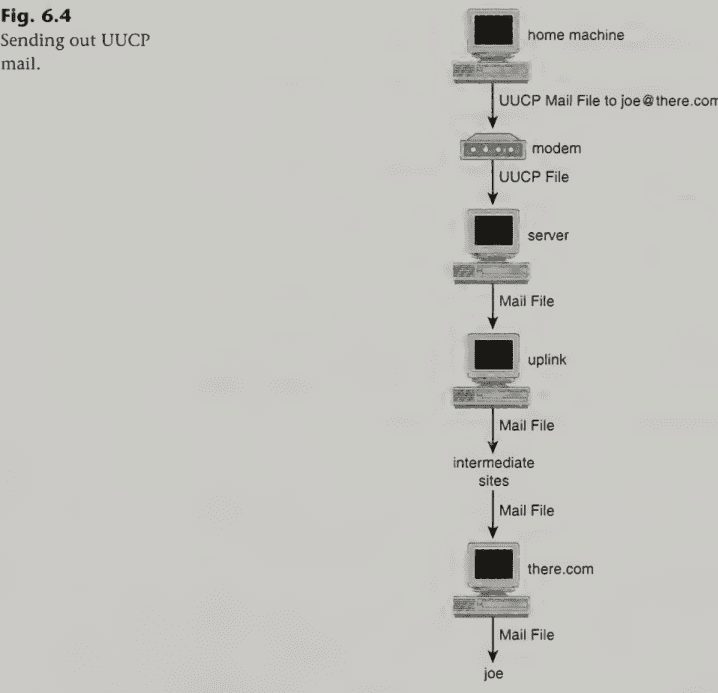 Fig. 6.4
Sending out UUCP
mail.
home machine
UUCP Mail File to joe@there.com
modem
UUCP File
server
Mail File
uplink
Mail File
intermediate
sites
Mail File
there.com
Mail File
joe